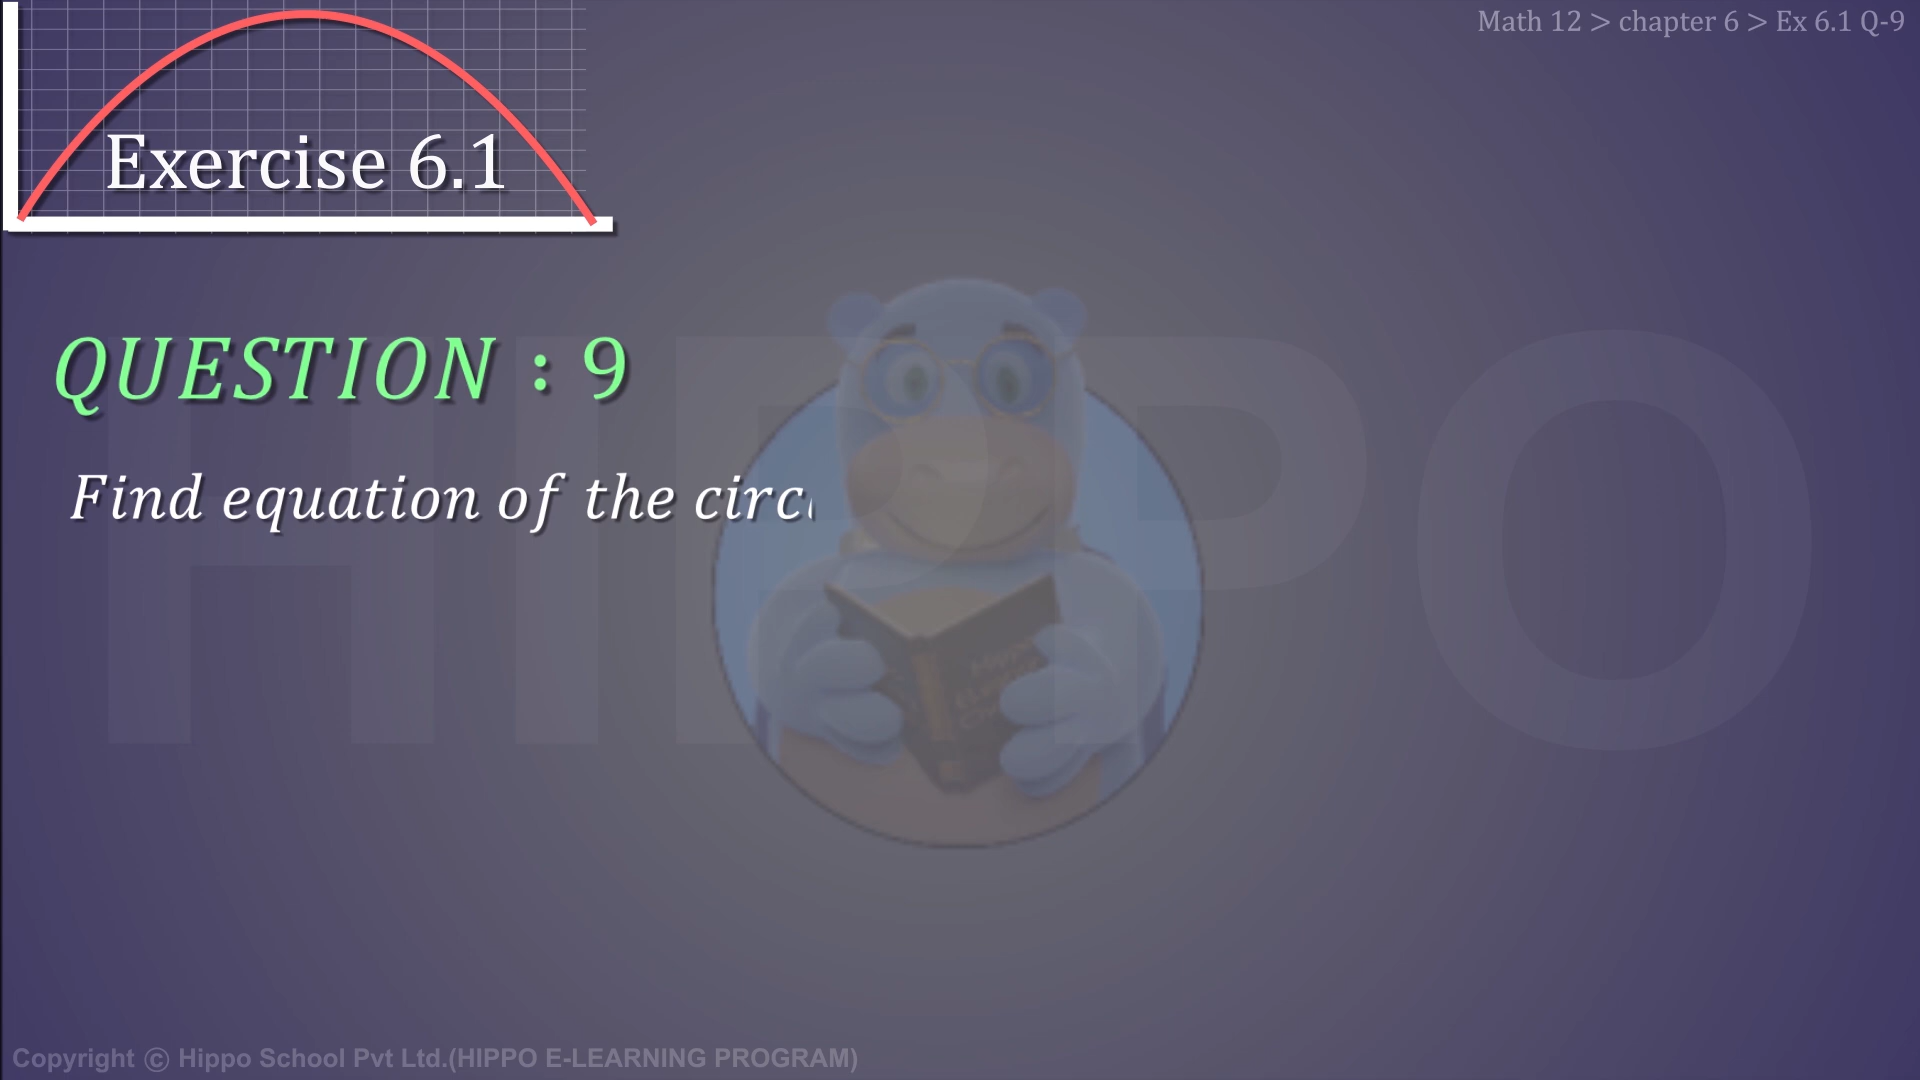 Math 12 > chapter 6 > Ex 6.1 Q-9
Exercise 6.1
QUESTION : 9
Find equation of the
HIPPO
Copyright © Hippo School Pvt Ltd.(HIPPO E-LEARNING PROGRAM)